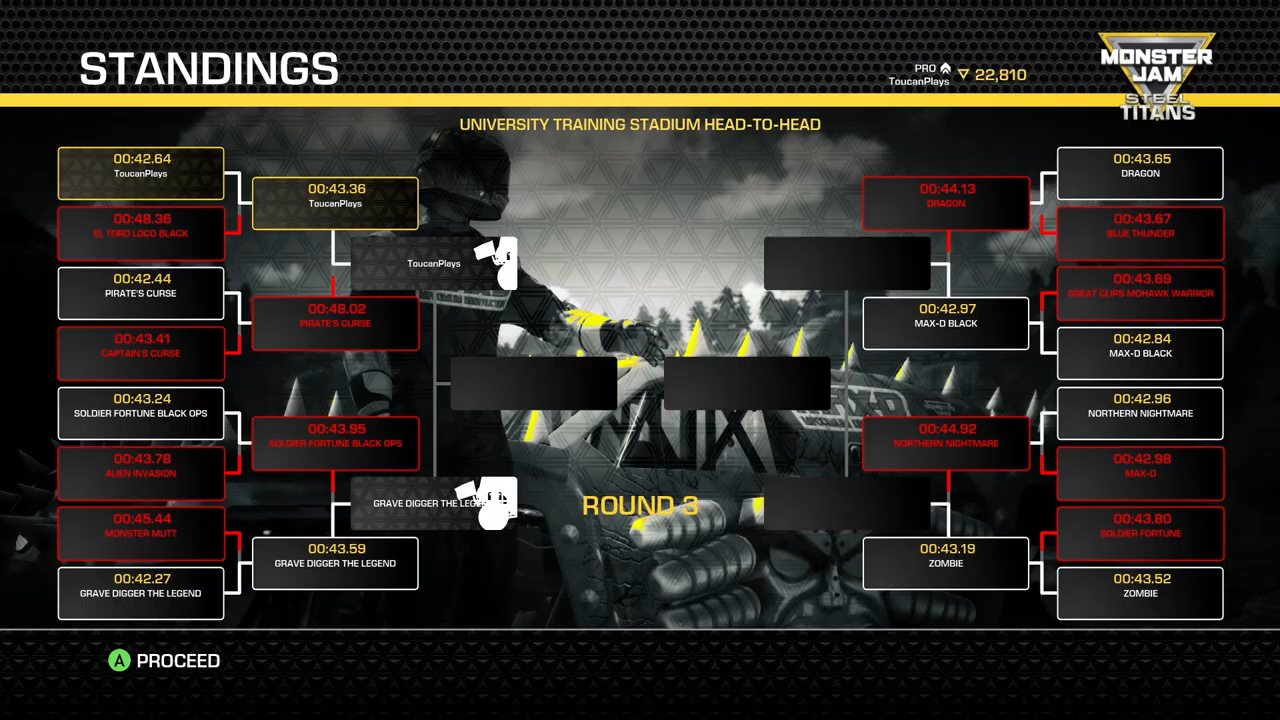 STANDINGS
PRO
ToucanPlays
22,810
MONSTER
JAM
STEEL
TITANS
UNIVERSITY TRAINING STADIUM HEAD-TO-HEAD
00:42.64
ToucanPlays
00:48.36
EL TORO LOCO BLACK
00:42.44
PIRATE'S CURSE
00:43.41
CAPTAIN'S CURSE
00:43.24
SOLDIER FORTUNE BLACK OPS
00:43.78
ALIEN INVASION
00:45.44
MONSTER MUTT
00:42.27
GRAVE DIGGER THE LEGEND
00:43.36
ToucanPlays
00:48.02
PIRATE'S CURSE
00:43.95
SOLDIER FORTUNE BLACK OPS
00:43.59
GRAVE DIGGER THE LEGEND
ToucanPlays
GRAVE DIGGER THE LEGEND
ROUND 3
00:44.13
DRAGON
00:42.97
MAX-D BLACK
00:44.92
NORTHERN NIGHTMARE
00:43.19
ZOMBIE
00:43.65
DRAGON
00:43.67
BLUE THUNDER
00:43.69
GREAT CLIPS MOHAWK WARRIOR
00:42.84
MAX-D BLACK
00:42.96
NORTHERN NIGHTMARE
00:42.98
MAX-D
00:43.80
SOLDIER FORTUNE
00:43.52
ZOMBIE
A PROCEED